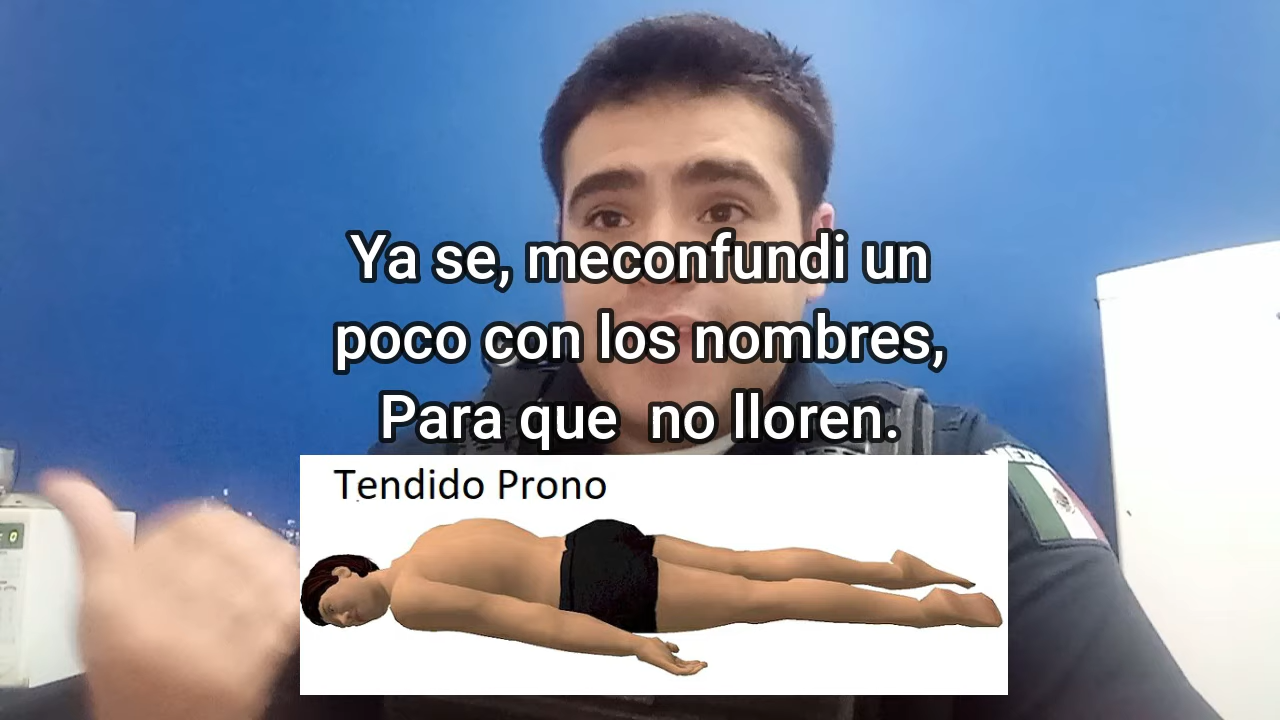 Ya se, meconfundi un
poco con los nombres,
Para que  no lloren.
Tendido Prono